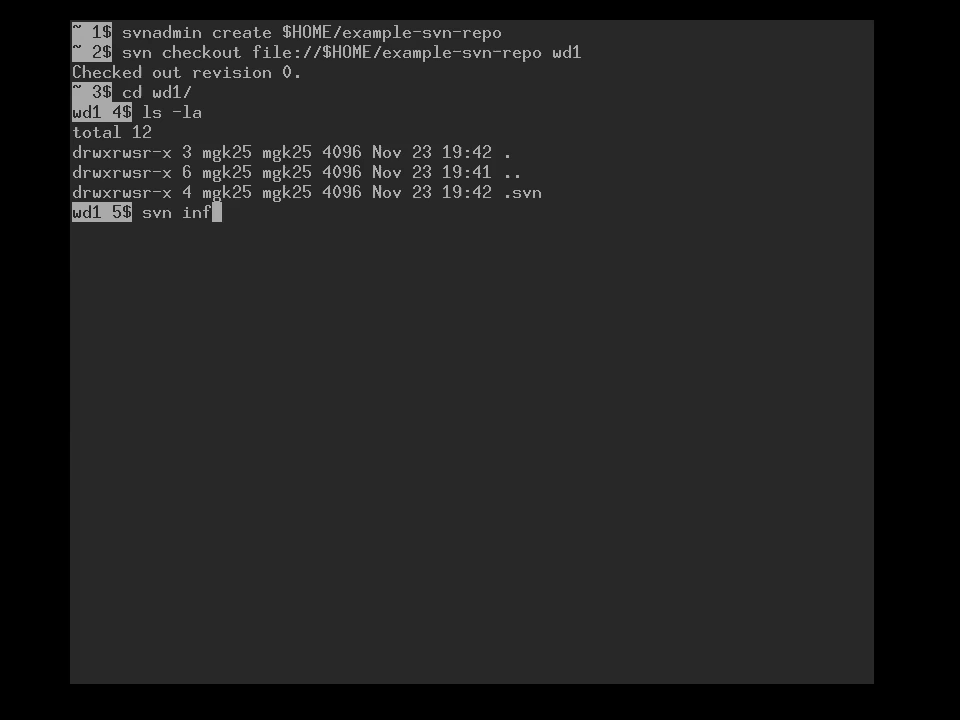 ~ 1$ svnadmin create $HOME/example-svn-repo
~ 2$ svn checkout file://$HOME/example-svn-repo wd1
Checked out revision 0.
~ 3$ cd wd1/
wd1 4$ ls -la
total 12
drwxrwsr-x 3 mgk25 mgk25 4096 Nov 23 19:42 .
drwxrwsr-x 6 mgk25 mgk25 4096 Nov 23 19:41 ..
drwxrwsr-x 4 mgk25 mgk25 4096 Nov 23 19:42 .svn
wd1 5$ svn inf